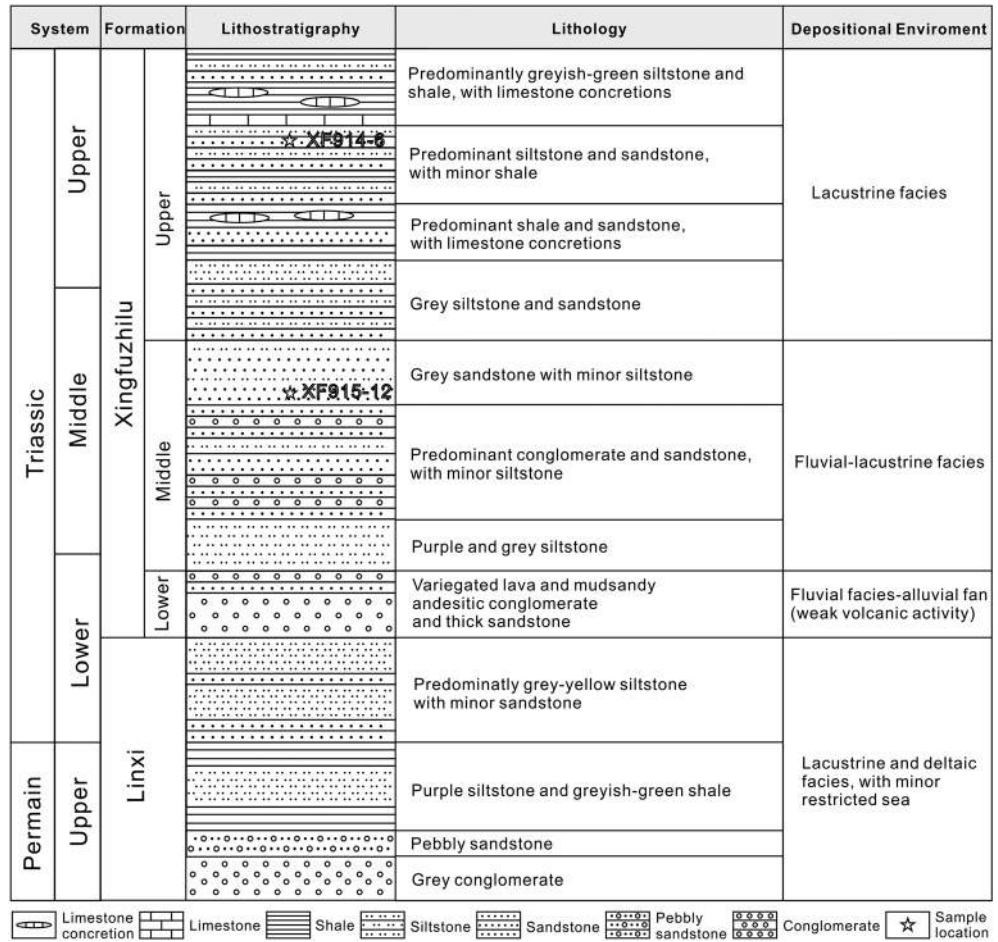 System Formation Lithostratigraphy Lithology Depositional Enviroment
Triassic
Permain
Upper
Middle
Lower
Upper
Xingfuzhilu
Linxi
Upper
Middle
Lower
XF914-6
XF915-12
Predominantly greyish-green siltstone and
shale, with limestone concretions
Predominant siltstone and sandstone,
with minor shale
Predominant shale and sandstone,
with limestone concretions
Grey siltstone and sandstone
Grey sandstone with minor siltstone
Predominant conglomerate and sandstone,
with minor siltstone
Purple and grey siltstone
Variegated lava and mudsandy
andesitic conglomerate
and thick sandstone
Predominatly grey-yellow siltstone
with minor sandstone
Purple siltstone and greyish-green shale
Pebbly sandstone
Grey conglomerate
Lacustrine facies
Fluvial-lacustrine facies
Fluvial facies-alluvial fan
(weak volcanic activity)
Lacustrine and deltaic
facies, with minor
restricted sea
Limestone
concretion
Limestone
Shale
Siltstone
Sandstone
Pebbly
sandstone
Conglomerate
Sample
location